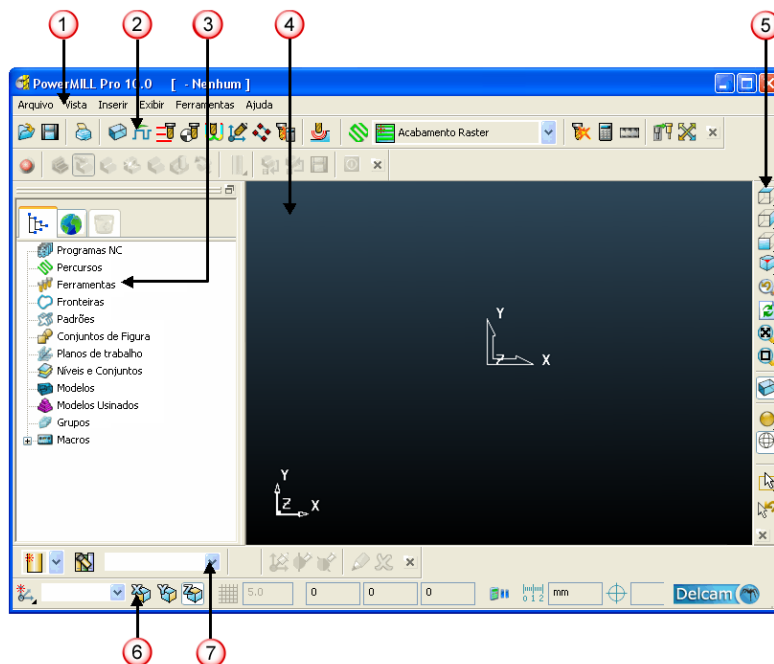 1 2 3 4 5
PowerMILL Pro 10.0 [ - Nenhum ]
Arquivo Vista Inserir Exibir Ferramentas Ajuda
Acabamento Raster
Programas NC
Percursos
Ferramentas
Fronteiras
Padrões
Conjuntos de Figura
Planos de trabalho
Níveis e Conjuntos
Modelos
Modelos Usinados
Grupos
Macros
Y
Z X
Y
Z X
5.0 0 0 0 mm Delcam
6 7